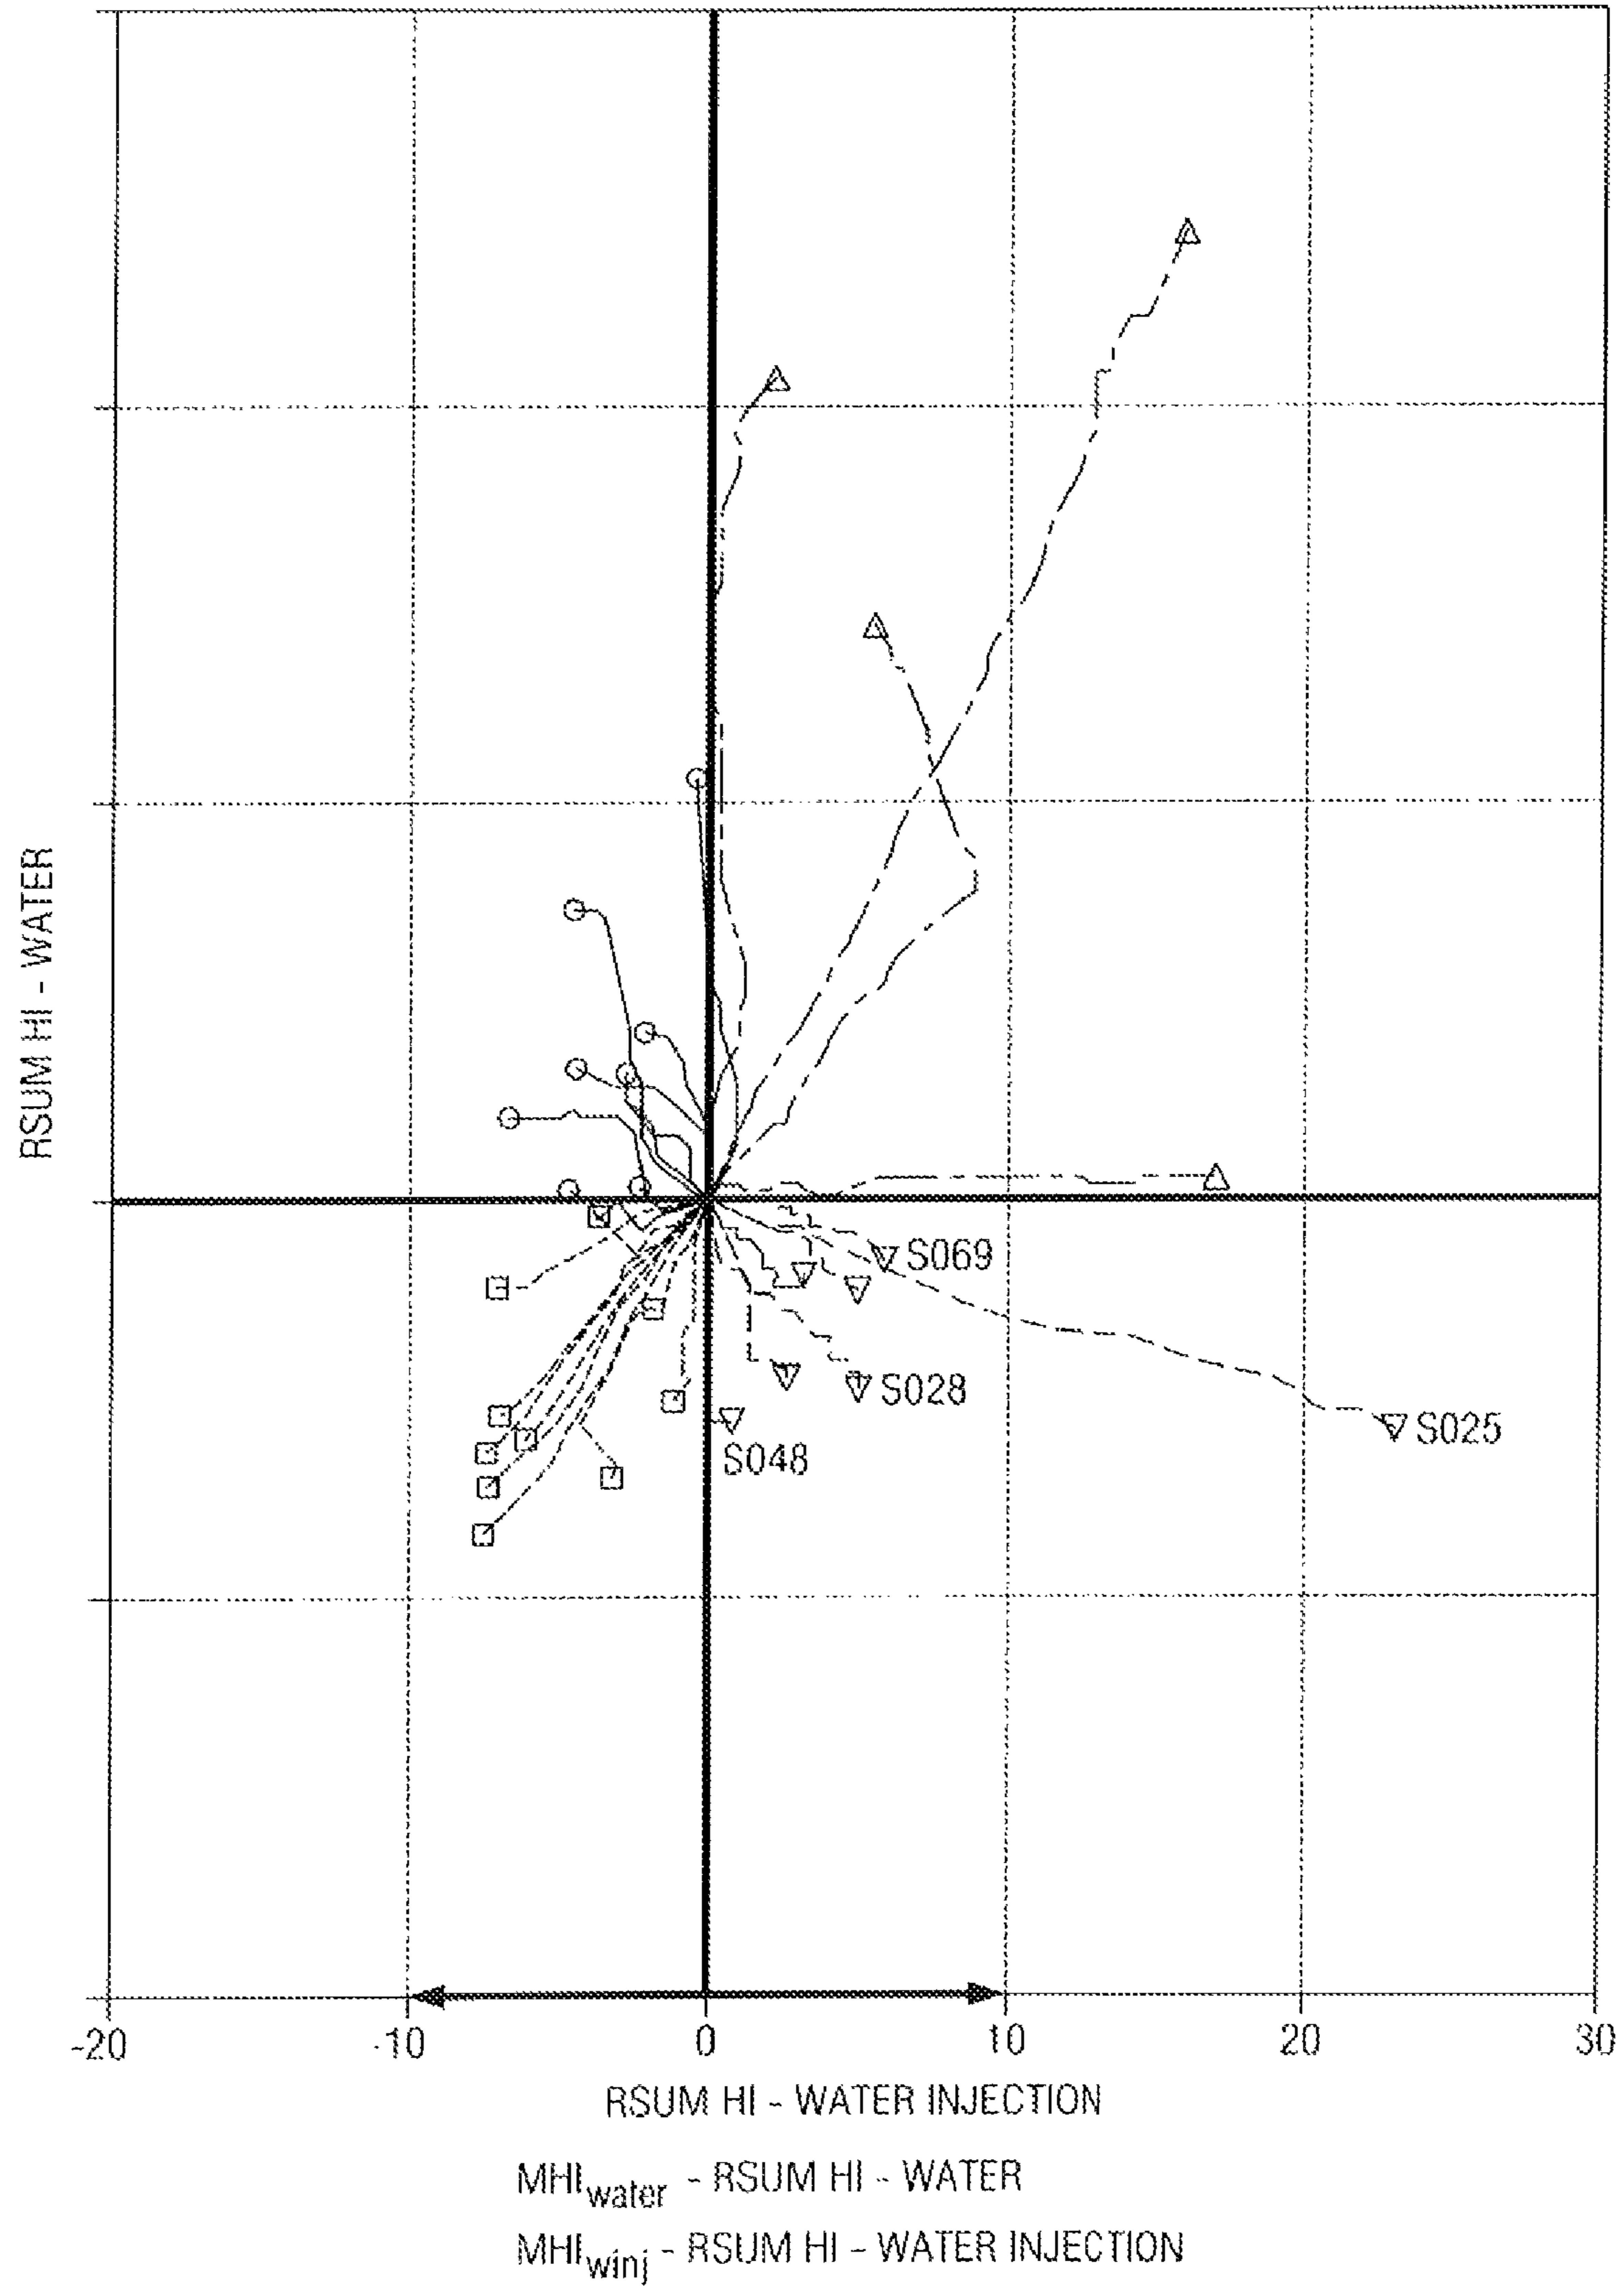 RSUM HI - WATER
S069
S028
S025
S048
-20 -10 0 10 20 30
RSUM HI - WATER INJECTION
MHIwater - RSUM HI - WATER
MHIwinj - RSUM HI - WATER INJECTION